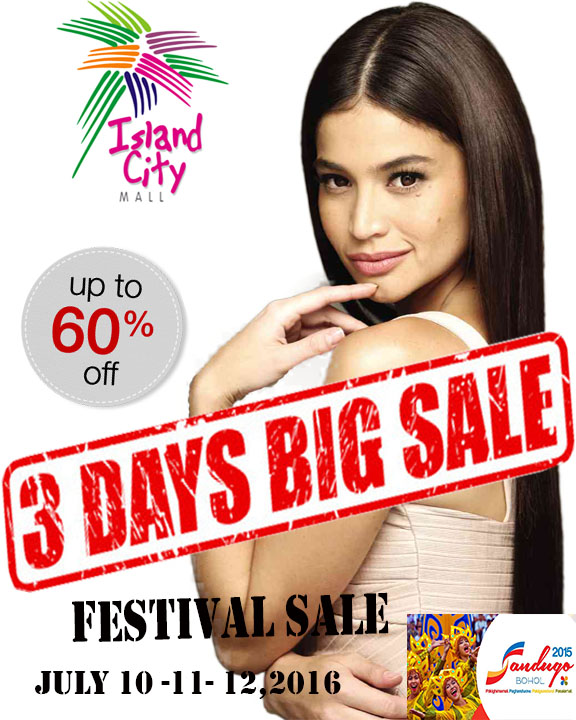 Island
City
MALL
up to
60%
off
3 DAYS BIG SALE
FESTIVAL SALE
JULY 10 -11- 12,2016
2015
Sandugo
BOHOL